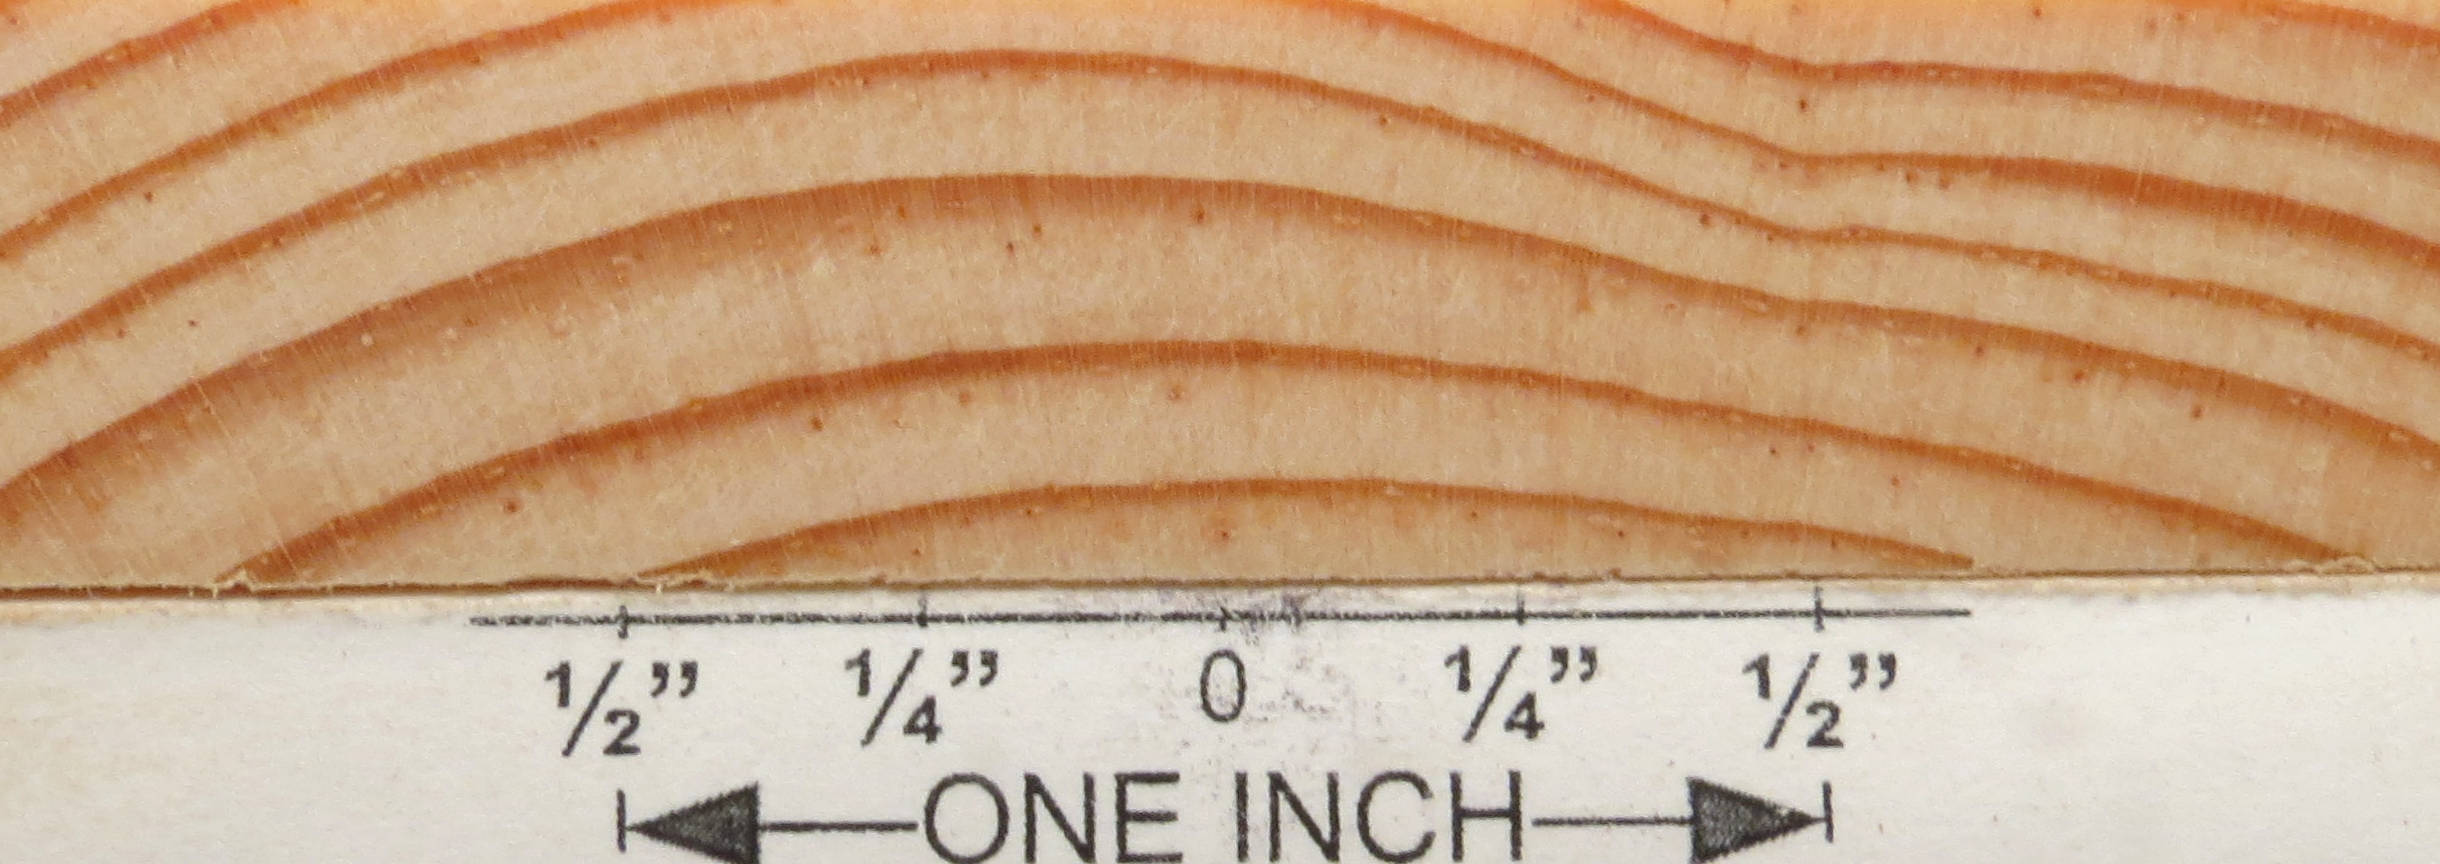 1/2” 1/4” 0 1/4” 1/2”
ONE INCH